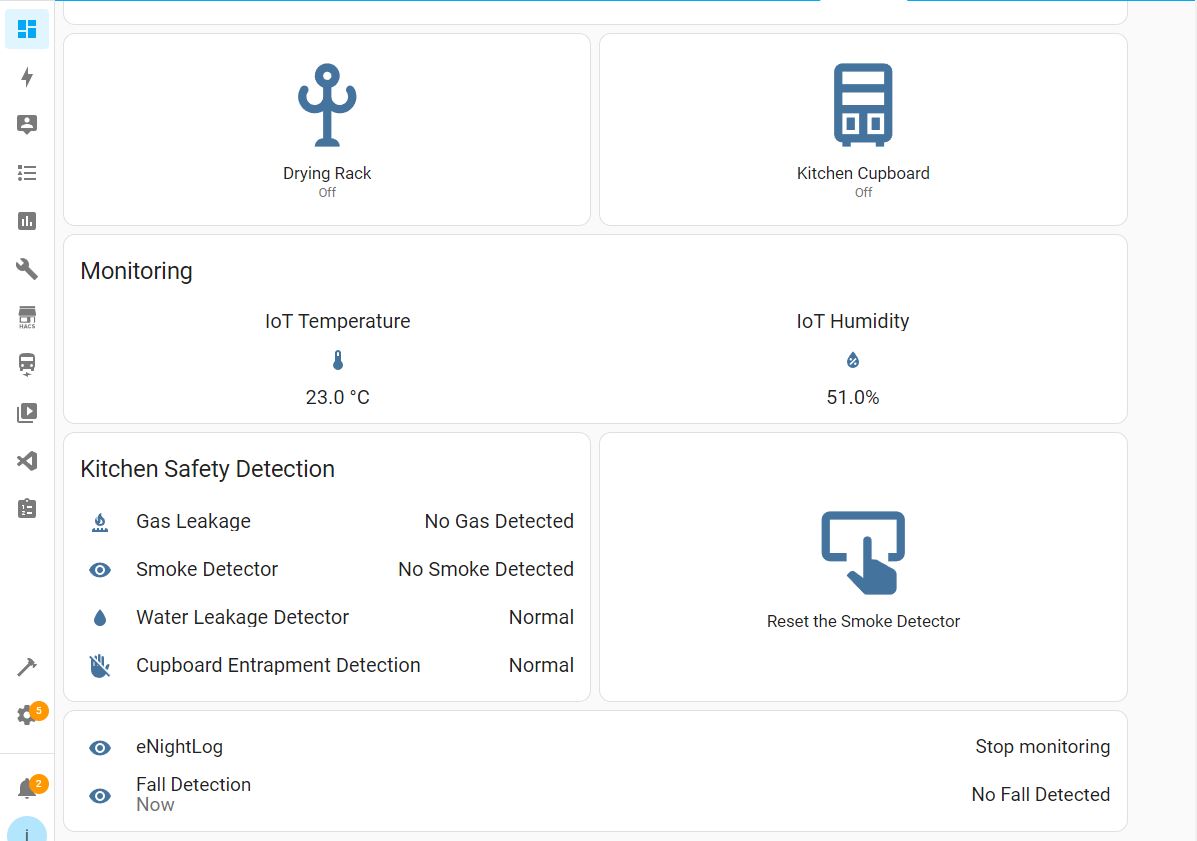 Drying Rack
Off
Kitchen Cupboard
Off
Monitoring
IoT Temperature
IoT Humidity
23.0 °C
51.0%
Kitchen Safety Detection
Gas Leakage
No Gas Detected
Smoke Detector
No Smoke Detected
Water Leakage Detector
Normal
Cupboard Entrapment Detection
Normal
Reset the Smoke Detector
eNightLog
Stop monitoring
Fall Detection
Now
No Fall Detected
HACS
5
2
i